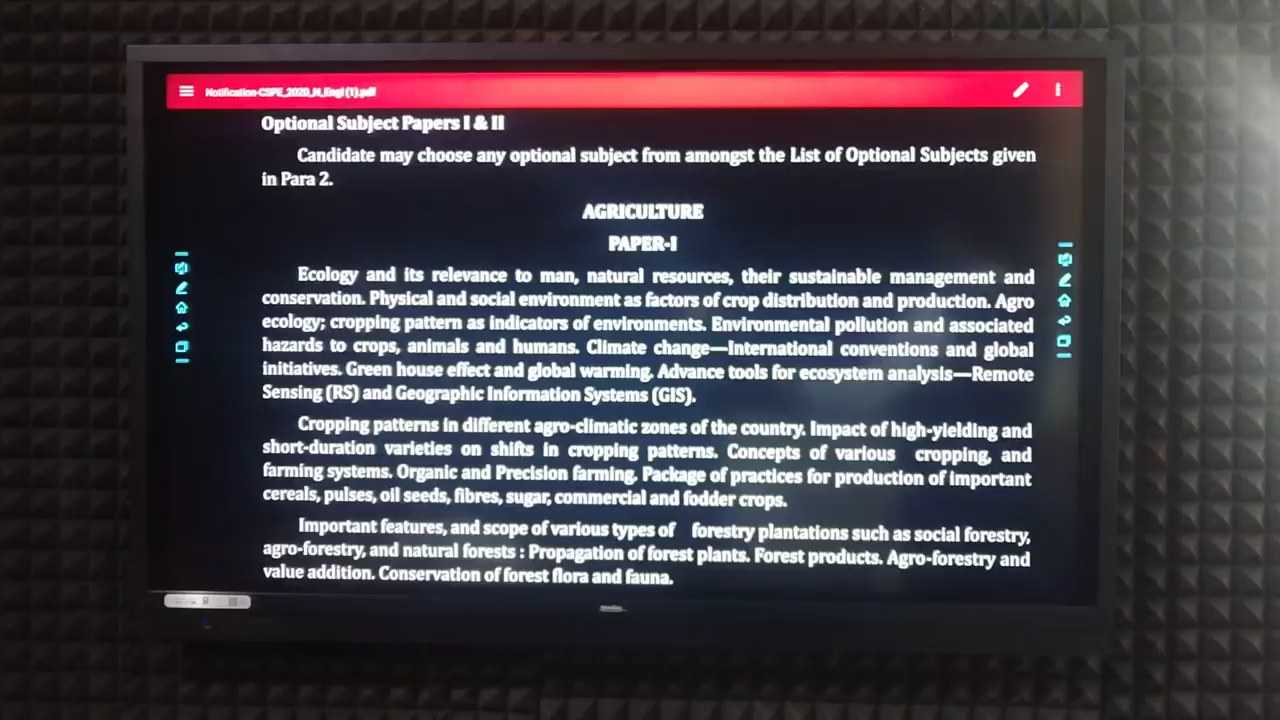 Notification-CSPE_2020_N_Engl (1).pdf
Optional Subject Papers I & II
Candidate may choose any optional subject from amongst the List of Optional Subjects given
in Para 2.
AGRICULTURE
PAPER-I
Ecology and its relevance to man, natural resources, their sustainable management and
conservation. Physical and social environment as factors of crop distribution and production. Agro
ecology; cropping pattern as indicators of environments. Environmental pollution and associated
hazards to crops, animals and humans. Climate change—International conventions and global
initiatives. Green house effect and global warming. Advance tools for ecosystem analysis—Remote
Sensing (RS) and Geographic Information Systems (GIS).
Cropping patterns in different agro-climatic zones of the country. Impact of high-yielding and
short-duration varieties on shifts in cropping patterns. Concepts of various cropping, and
farming systems. Organic and Precision farming. Package of practices for production of important
cereals, pulses, oil seeds, fibres, sugar, commercial and fodder crops.
Important features, and scope of various types of forestry plantations such as social forestry,
agro-forestry, and natural forests : Propagation of forest plants. Forest products. Agro-forestry and
value addition. Conservation of forest flora and fauna.